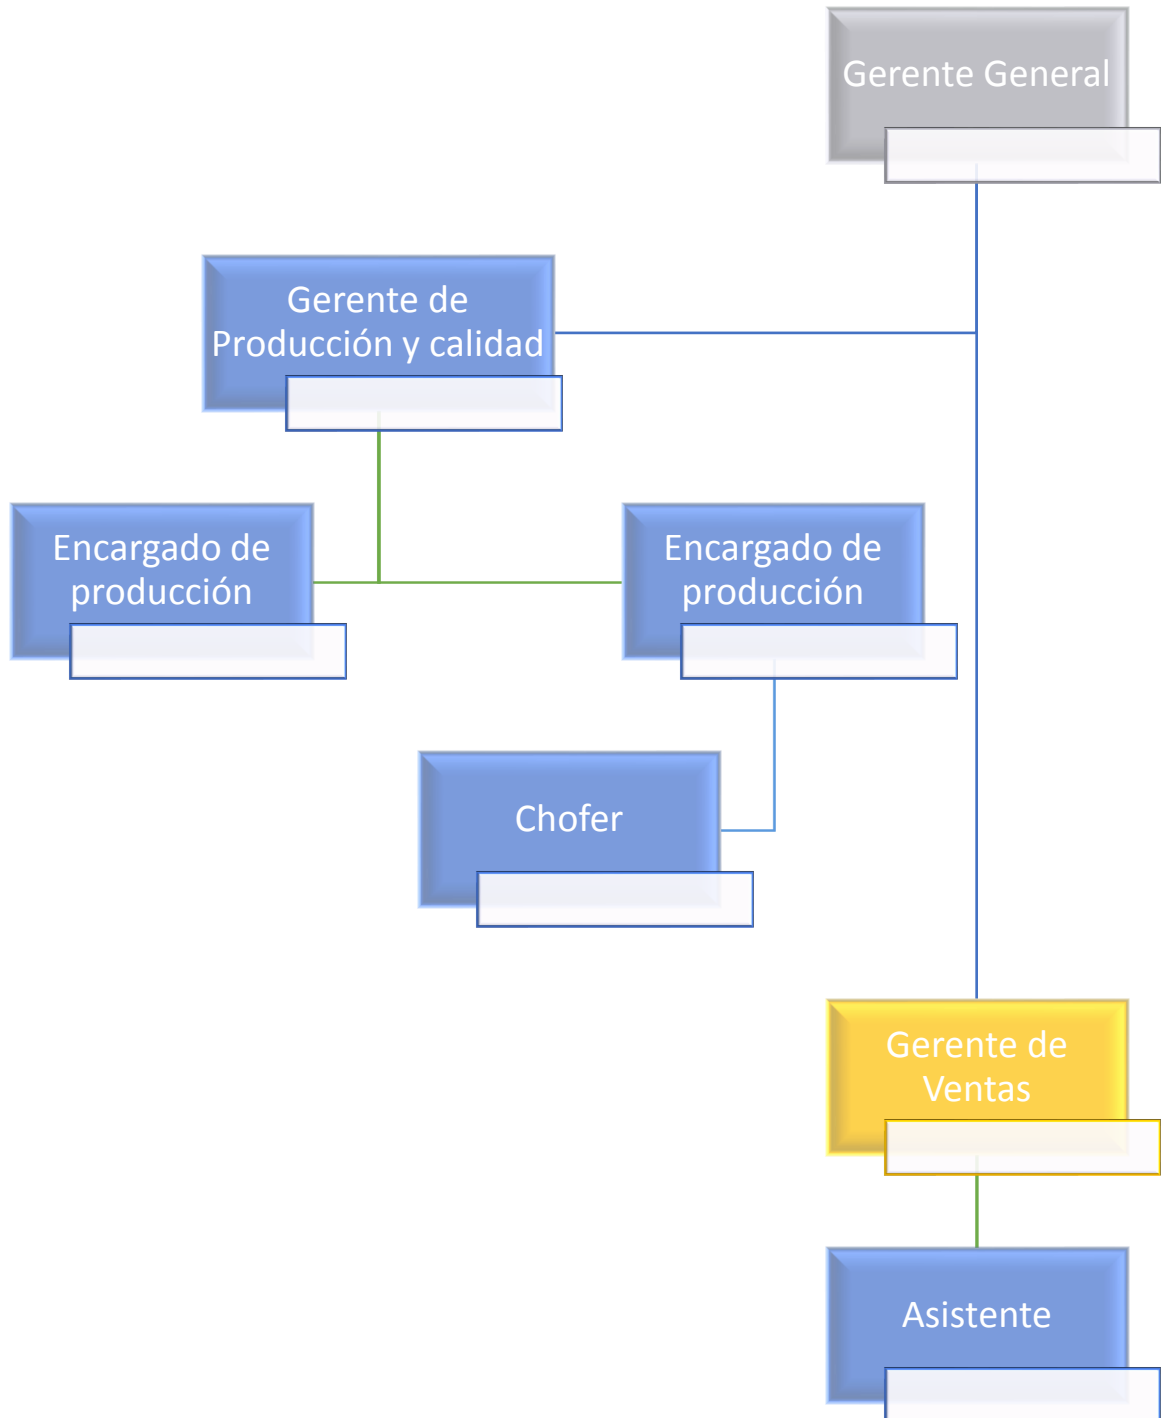 Gerente General
Gerente de
Producción y calidad
Encargado de
producción
Encargado de
producción
Chofer
Gerente de
Ventas
Asistente